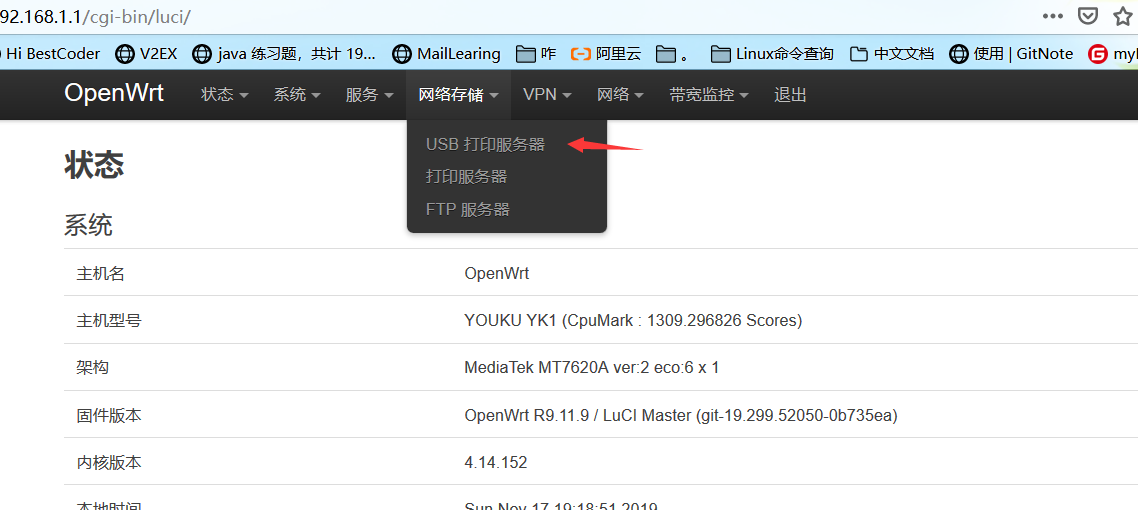 92.168.1.1/cgi-bin/luci/
Hi BestCoder V2EX java 练习题，共计 19... MailLearing 咋 阿里云 。 Linux命令查询 中文文档 使用 | GitNote
OpenWrt 状态 系统 服务 网络存储 VPN 网络 带宽监控 退出
USB 打印服务器
打印服务器
FTP 服务器
状态
系统
主机名 OpenWrt
主机型号 YOUKU YK1 (CpuMark : 1309.296826 Scores)
架构 MediaTek MT7620A ver:2 eco:6 x 1
固件版本 OpenWrt R9.11.9 / LuCI Master (git-19.299.52050-0b735ea)
内核版本 4.14.152
本地时间 Sun Nov 17 19:18:51 2019